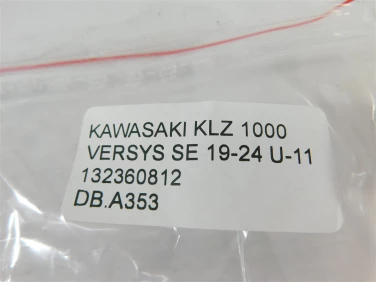 KAWASAKI KLZ 1000
VERSYS SE 19-24 U-11
132360812
DB.A353